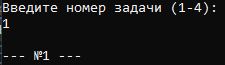 Введите номер задачи (1-4):
1
--- №1 ---